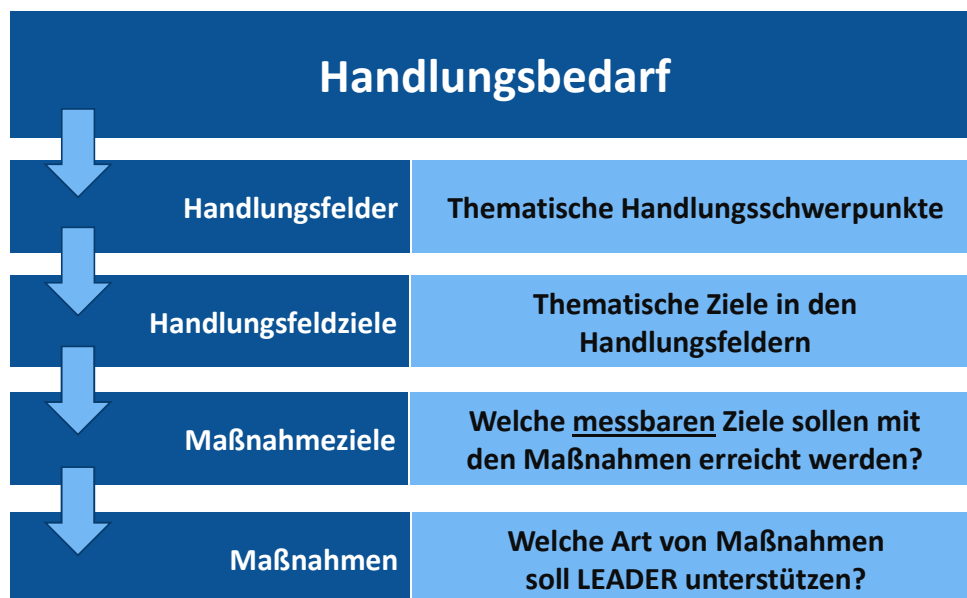 Handlungsbedarf
Handlungsfelder
Thematische Handlungsschwerpunkte
Handlungsfeldziele
Thematische Ziele in den
Handlungsfeldern
Maßnahmeziele
Welche messbaren Ziele sollen mit
den Maßnahmen erreicht werden?
Maßnahmen
Welche Art von Maßnahmen
soll LEADER unterstützen?